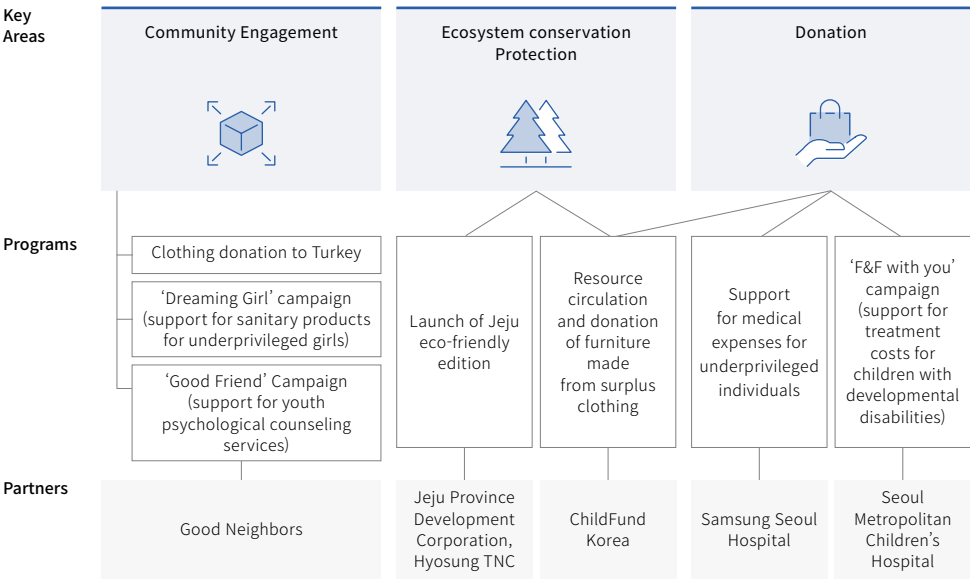 Key
Areas
Community Engagement
Ecosystem conservation
Protection
Donation
Programs
Clothing donation to Turkey
‘Dreaming Girl’ campaign
(support for sanitary products
for underprivileged girls)
‘Good Friend’ Campaign
(support for youth
psychological counseling
services)
Launch of Jeju
eco-friendly
edition
Resource
circulation
and donation
of furniture
made
from surplus
clothing
Support
for medical
expenses for
underprivileged
individuals
‘F&F with you’
campaign
(support for
treatment
costs for
children with
developmental
disabilities)
Partners
Good Neighbors
Jeju Province
Development
Corporation,
Hyosung TNC
ChildFund
Korea
Samsung Seoul
Hospital
Seoul
Metropolitan
Children’s
Hospital